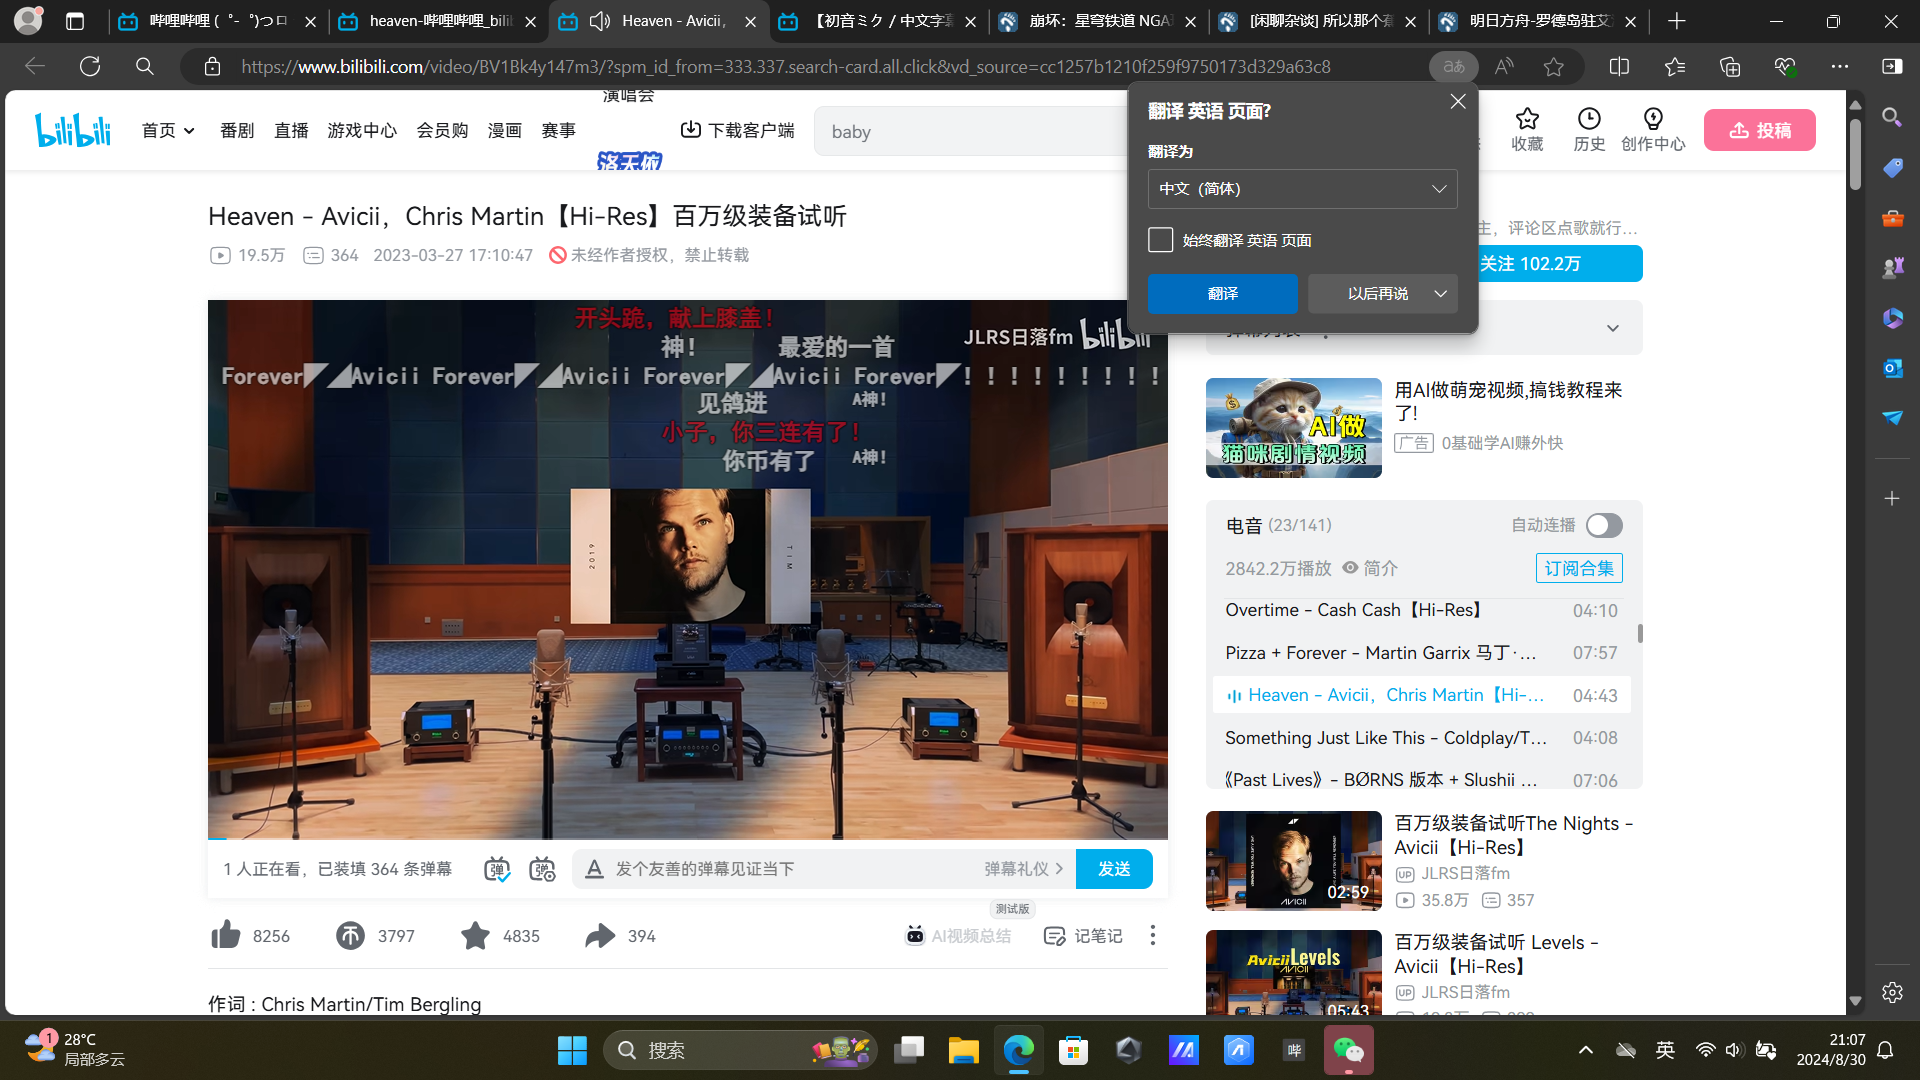 哔哩哔哩 (゜-゜)つロ
heaven-哔哩哔哩_bili
Heaven - Avicii,
【初音ミク / 中文字幕
崩坏：星穹铁道 NGA
[闲聊杂谈] 所以那个
明日方舟-罗德岛驻艾
https://www.bilibili.com/video/BV1Bk4y147m3/?spm_id_from=333.337.search-card.all.click&vd_source=cc1257b1210f259f9750173d329a63c8
翻译 英语 页面?
翻译为
中文（简体）
始终翻译 英语 页面
翻译
以后再说
bilibili
首页
番剧
直播
游戏中心
会员购
漫画
赛事
演唱会
洛天依
下载客户端
baby
收藏
历史
创作中心
投稿
Heaven - Avicii，Chris Martin【Hi-Res】百万级装备试听
19.5万
364
2023-03-27 17:10:47
未经作者授权，禁止转载
主，评论区点歌就行...
关注 102.2万
开头跪，献上膝盖！
神！
最爱的一首
JLRS日落fm bilibili
Forever◤◢Avicii Forever◤◢Avicii Forever◤◢Avicii Forever◤！！！！！！！！！
见鸽进
A神！
小子，你三连有了！
你币有了
A神！
2019
TIM
用AI做萌宠视频,搞钱教程来了!
广告
0基础学AI赚外快
AI做
猫咪剧情视频
电音 (23/141)
自动连播
2842.2万播放
简介
订阅合集
Overtime - Cash Cash【Hi-Res】
04:10
Pizza + Forever - Martin Garrix 马丁·...
07:57
Heaven - Avicii，Chris Martin【Hi-...
04:43
Something Just Like This - Coldplay/T...
04:08
《Past Lives》- BØRNS 版本 + Slushii ...
07:06
百万级装备试听The Nights - Avicii【Hi-Res】
JLRS日落fm
35.8万
357
02:59
AVICII
百万级装备试听 Levels - Avicii【Hi-Res】
JLRS日落fm
Avicii Levels
AVICII
05:43
1 人正在看，已装填 364 条弹幕
弹
弹
发个友善的弹幕见证当下
弹幕礼仪
发送
8256
3797
4835
394
测试版
AI视频总结
记笔记
作词 : Chris Martin/Tim Bergling
1
28°C
局部多云
搜索
哔
英
21:07
2024/8/30